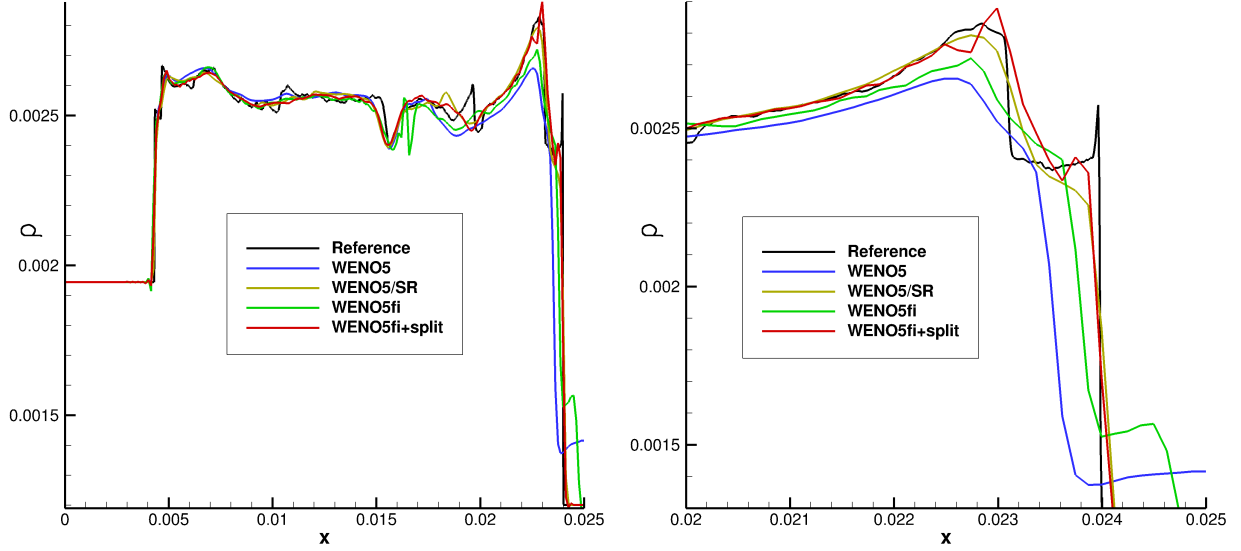 ρ
0.0025
0.002
0.0015
Reference
WENO5
WENO5/SR
WENO5fi
WENO5fi+split
0
0.005
0.01
0.015
0.02
0.025
x
ρ
0.0025
0.002
0.0015
Reference
WENO5
WENO5/SR
WENO5fi
WENO5fi+split
0.02
0.021
0.022
0.023
0.024
0.025
x